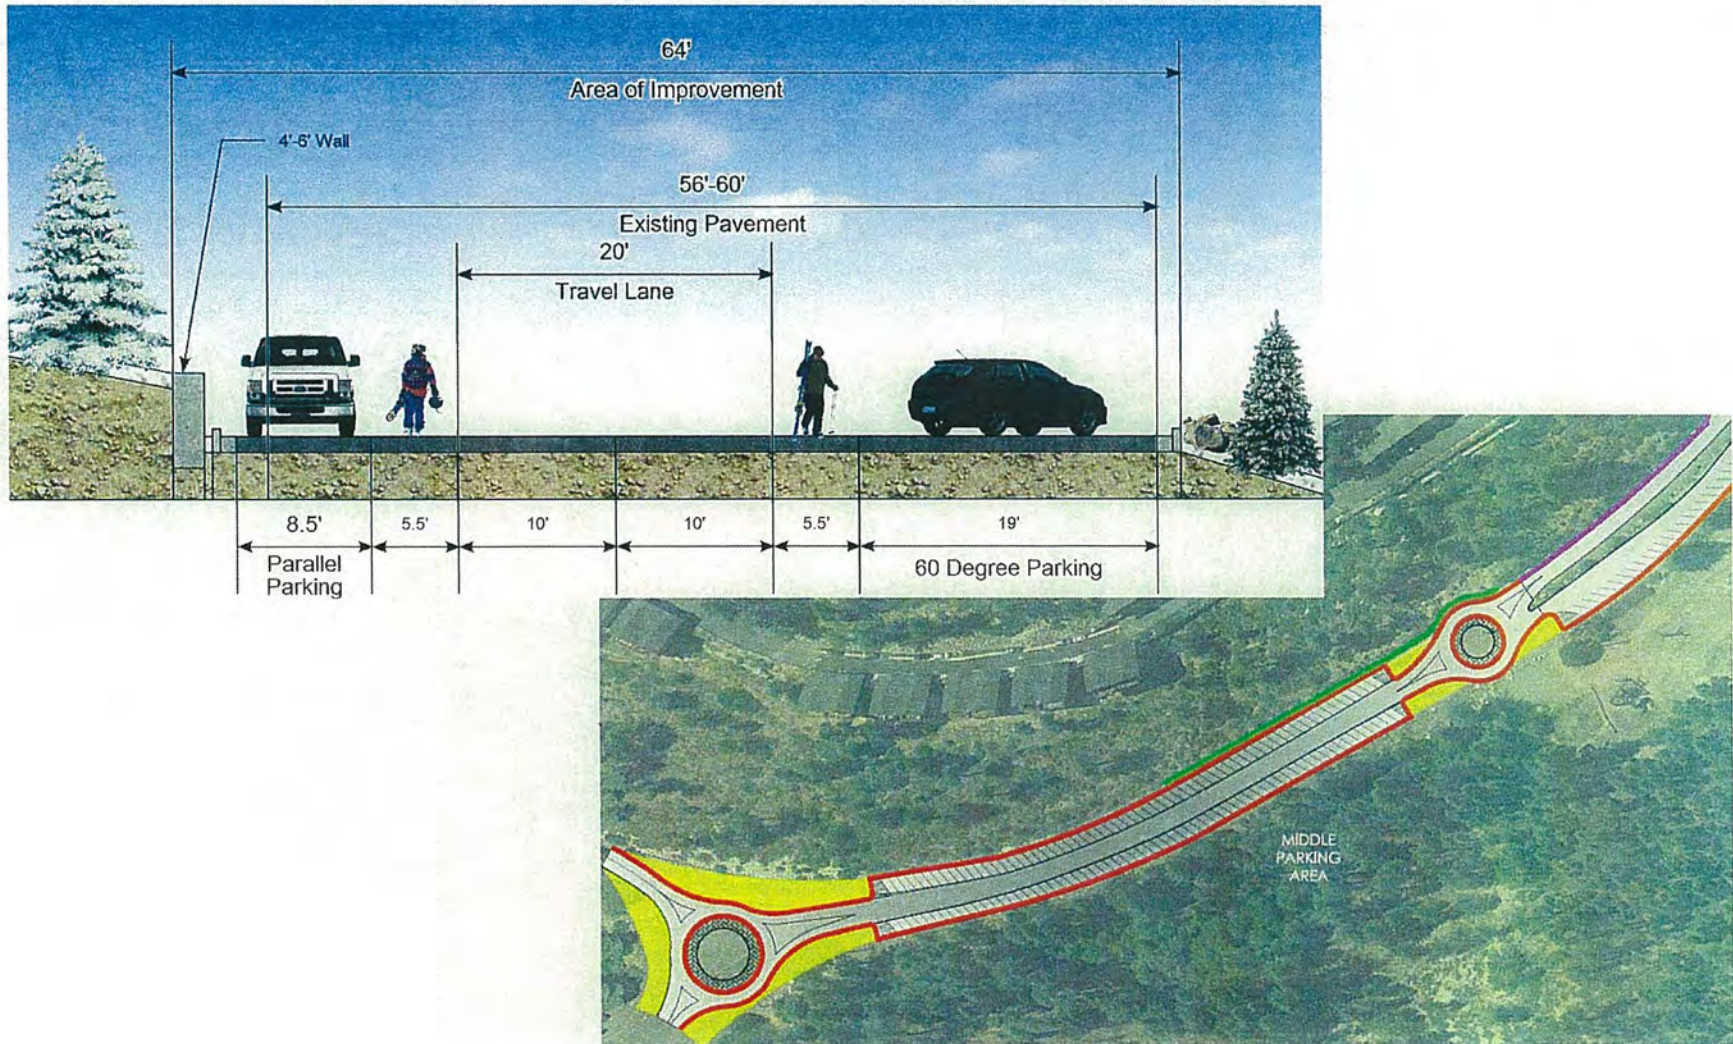 64'
Area of Improvement
4'-6' Wall
56'-60'
Existing Pavement
20'
Travel Lane
8.5'
5.5'
10'
10'
5.5'
19'
Parallel
Parking
60 Degree Parking
MIDDLE
PARKING
AREA